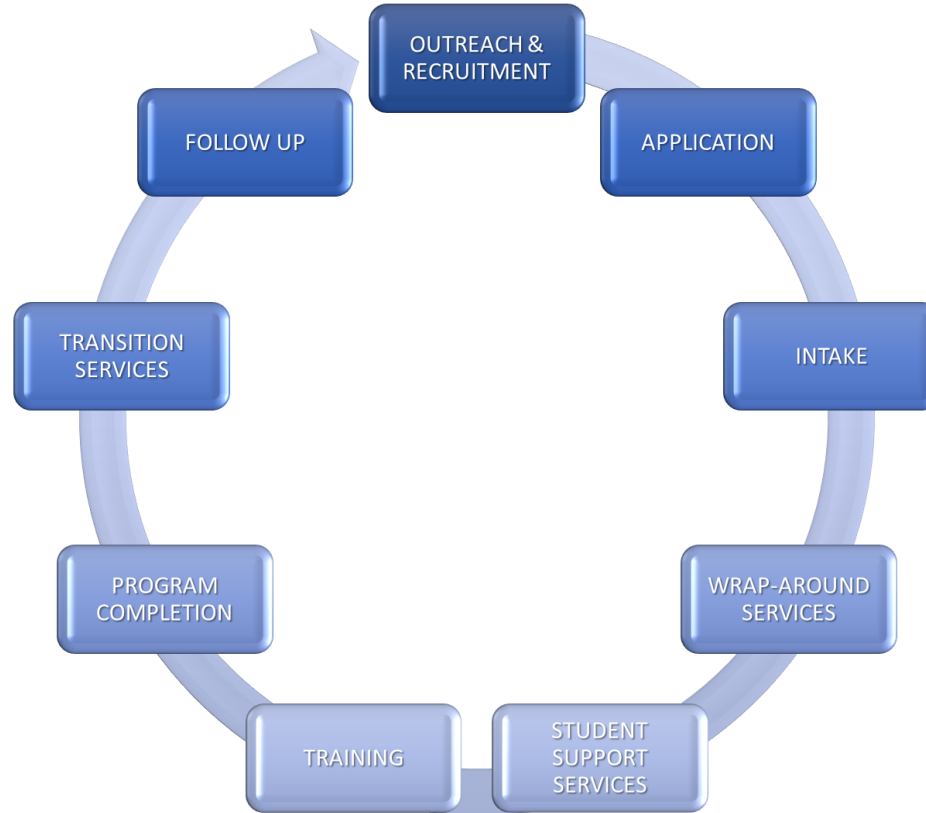 OUTREACH &
RECRUITMENT
APPLICATION
INTAKE
WRAP-AROUND
SERVICES
STUDENT
SUPPORT
SERVICES
TRAINING
PROGRAM
COMPLETION
TRANSITION
SERVICES
FOLLOW UP